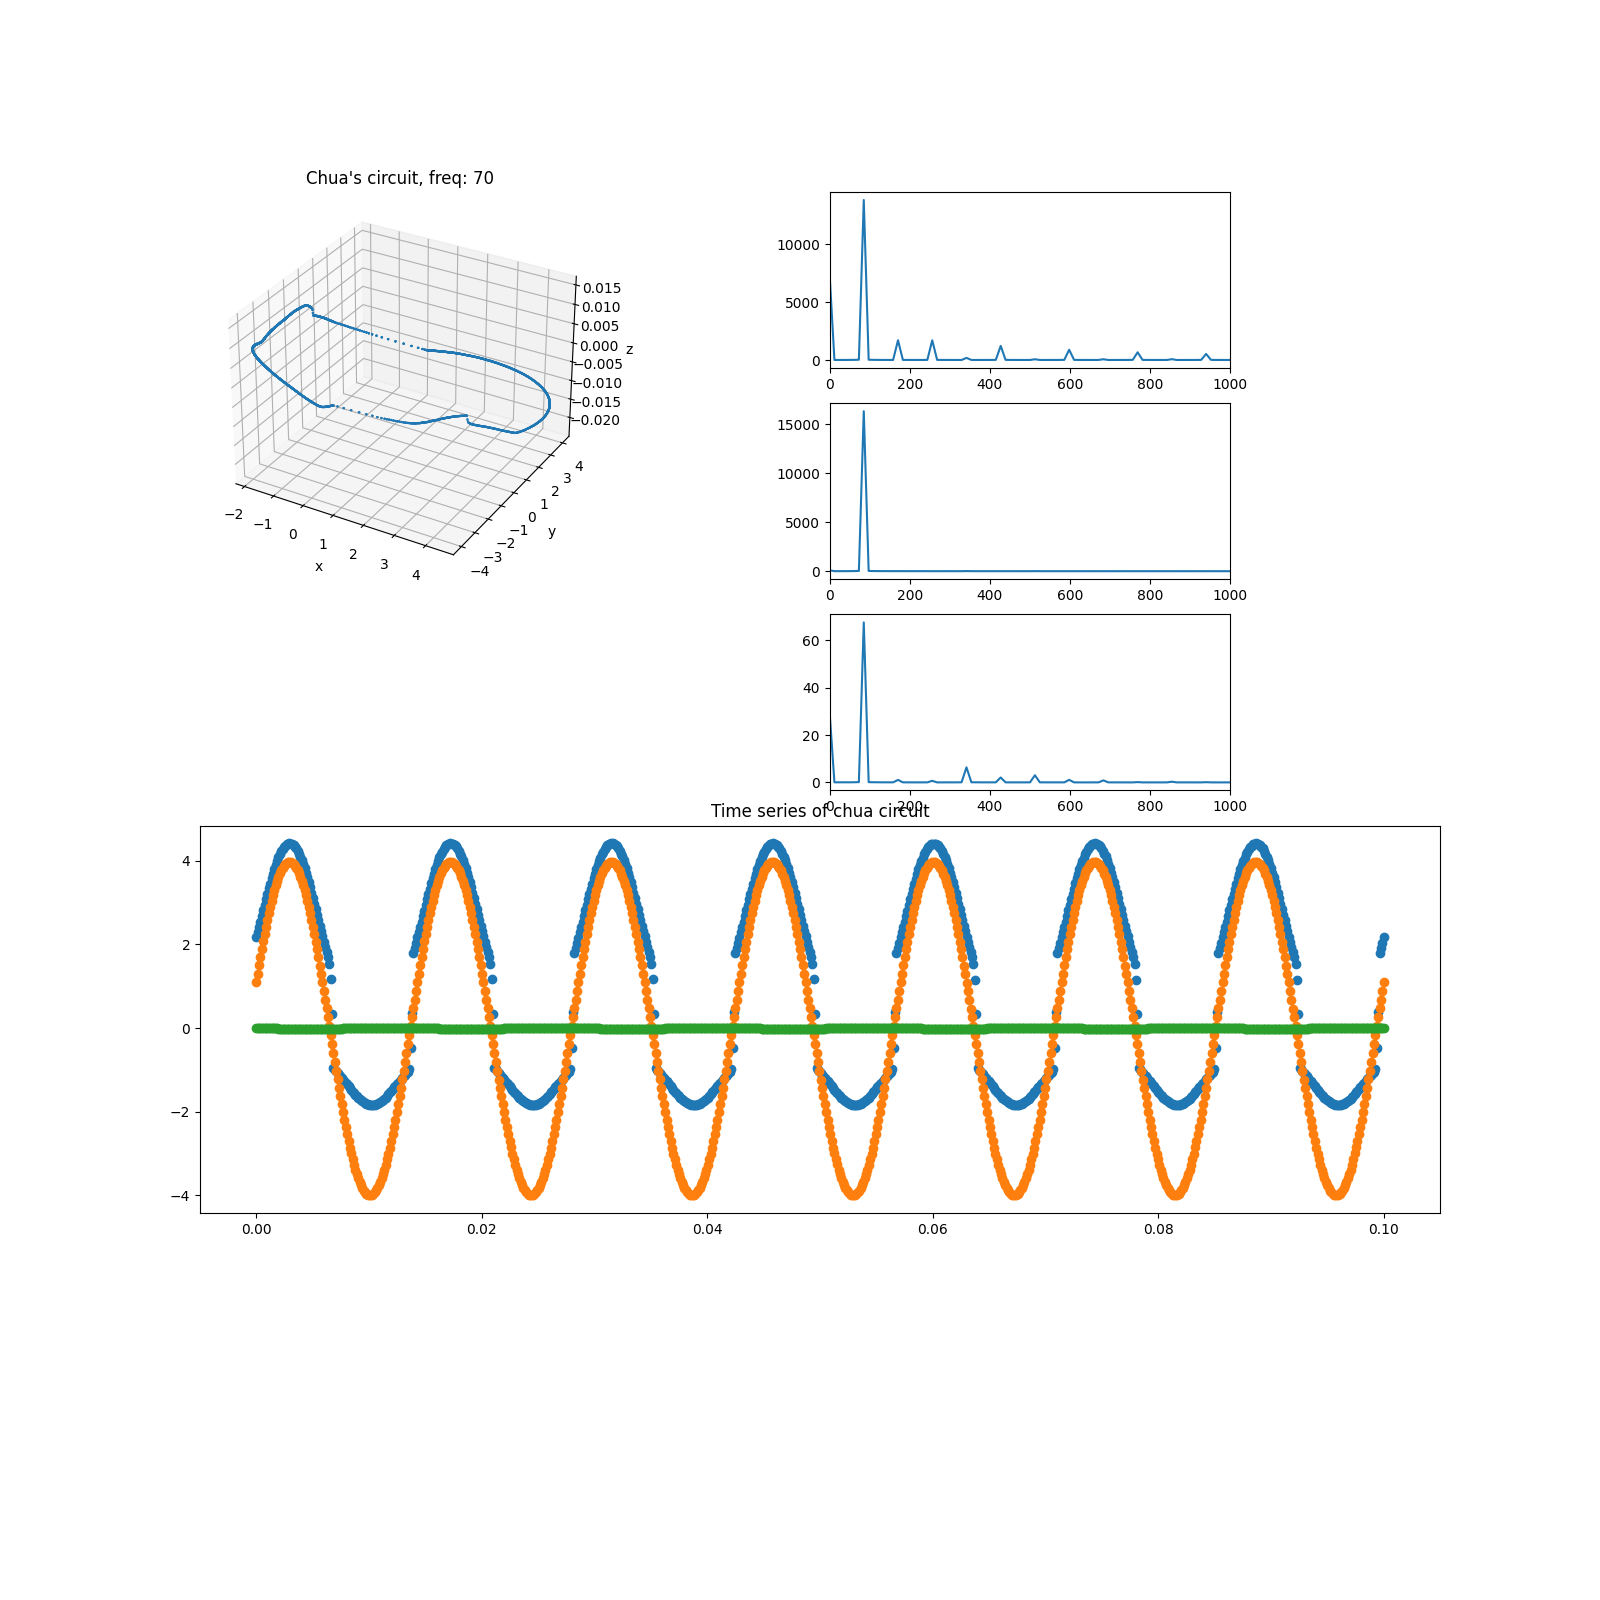 Chua's circuit, freq: 70
0.015
0.010
0.005
0.000 z
−0.005
−0.010
−0.015
−0.020
−2 −1 0 1 2 3 4
x
−4 −3 −2 −1 0 1 2 3 4
y
10000
5000
0
0 200 400 600 800 1000
15000
10000
5000
0
0 200 400 600 800 1000
60
40
20
0
0 200 400 600 800 1000
Time series of chua circuit
4
2
0
−2
−4
0.00 0.02 0.04 0.06 0.08 0.10